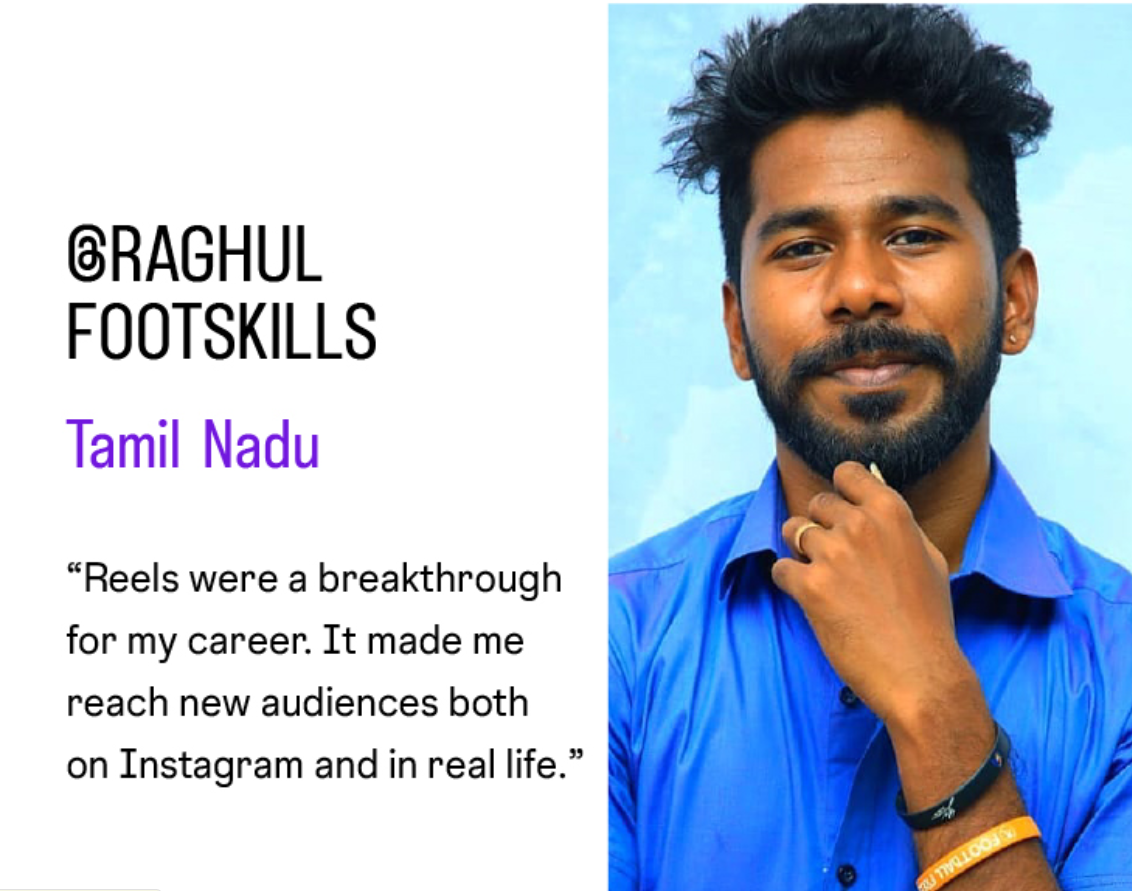 @RAGHUL
FOOTSKILLS
Tamil Nadu
“Reels were a breakthrough
for my career. It made me
reach new audiences both
on Instagram and in real life.”
FOOTBALL